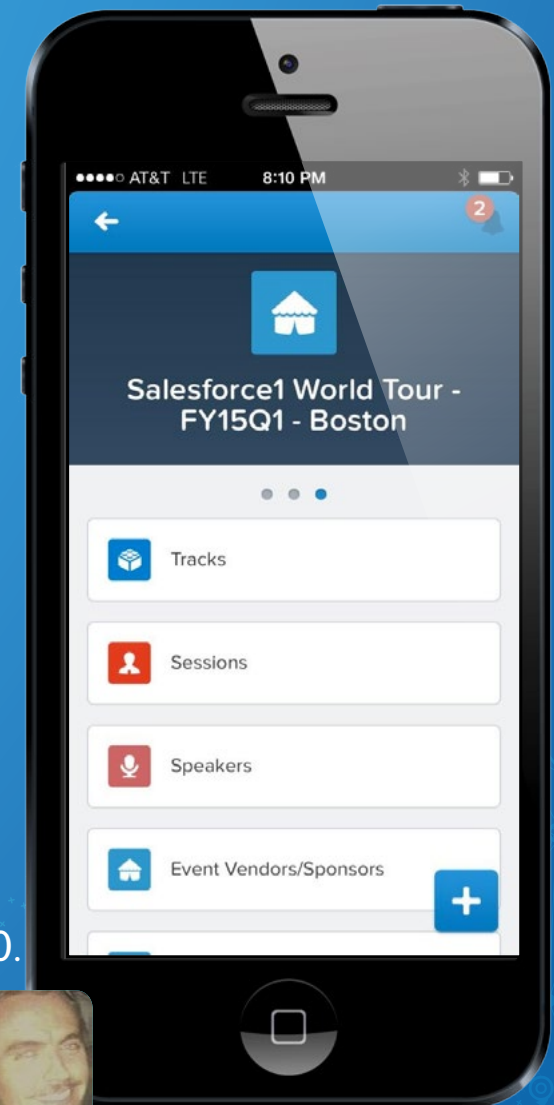 AT&T LTE 8:10 PM
2
Salesforce1 World Tour -
FY15Q1 - Boston
Tracks
Sessions
Speakers
Event Vendors/Sponsors
+
0.